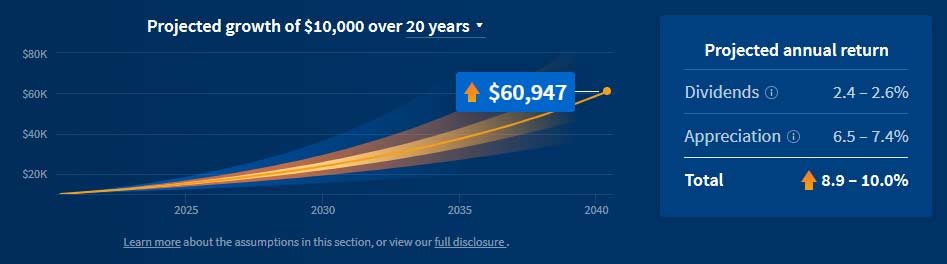 Projected growth of $10,000 over 20 years
$80K
$60K
$40K
$20K
$60,947
2025
2030
2035
2040
Learn more about the assumptions in this section, or view our full disclosure .
Projected annual return
Dividends 2.4 – 2.6%
Appreciation 6.5 – 7.4%
Total 8.9 – 10.0%